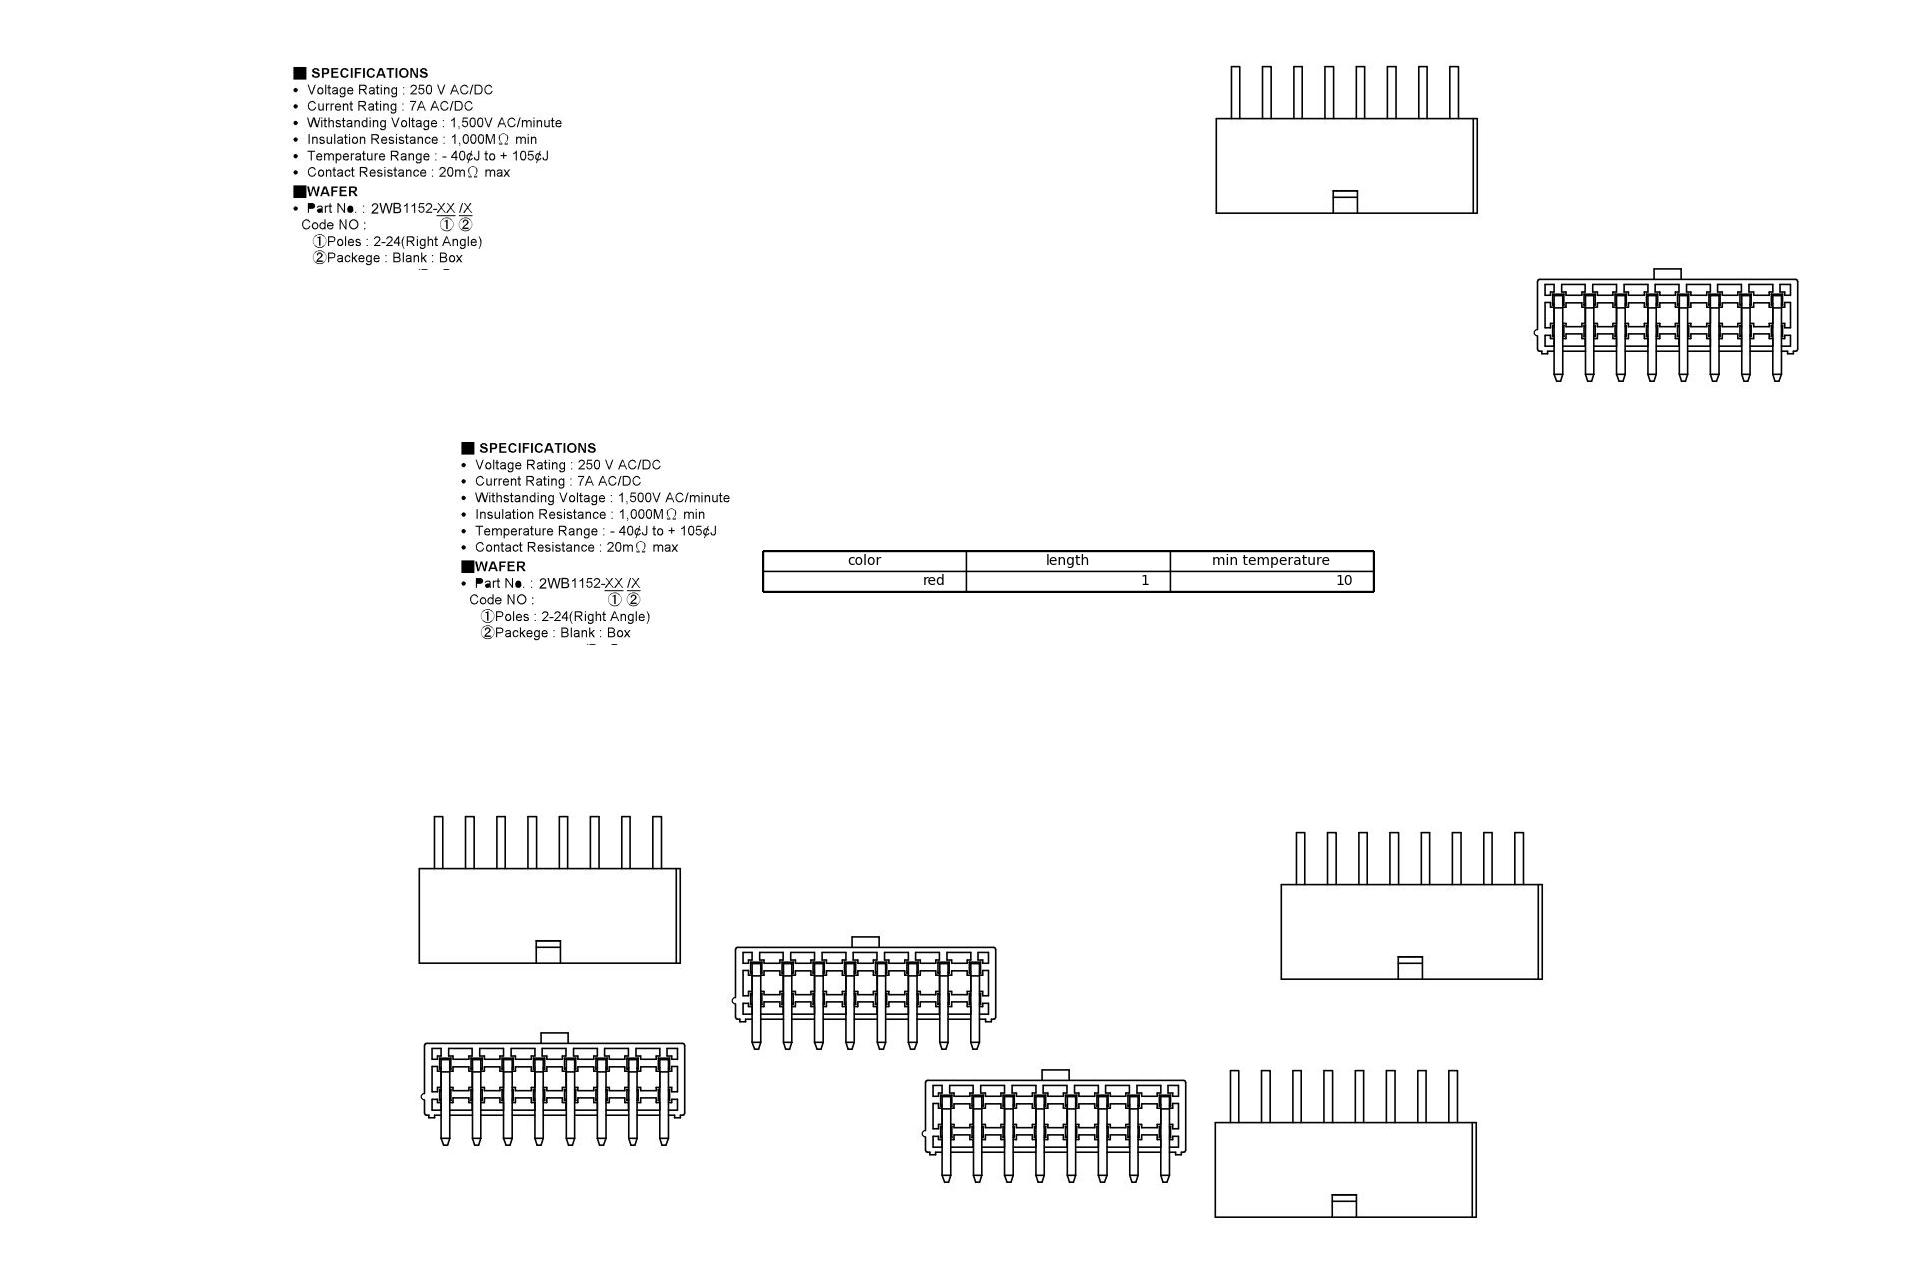 ■ SPECIFICATIONS
• Voltage Rating : 250 V AC/DC
• Current Rating : 7A AC/DC
• Withstanding Voltage : 1,500V AC/minute
• Insulation Resistance : 1,000MΩ min
• Temperature Range : - 40¢J to + 105¢J
• Contact Resistance : 20mΩ max
■WAFER
• Part No. : 2WB1152-XX /X
Code NO : ① ②
①Poles : 2-24(Right Angle)
②Packege : Blank : Box
■ SPECIFICATIONS
• Voltage Rating : 250 V AC/DC
• Current Rating : 7A AC/DC
• Withstanding Voltage : 1,500V AC/minute
• Insulation Resistance : 1,000MΩ min
• Temperature Range : - 40¢J to + 105¢J
• Contact Resistance : 20mΩ max
■WAFER
• Part No. : 2WB1152-XX /X
Code NO : ① ②
①Poles : 2-24(Right Angle)
②Packege : Blank : Box
color length min temperature
red 1 10